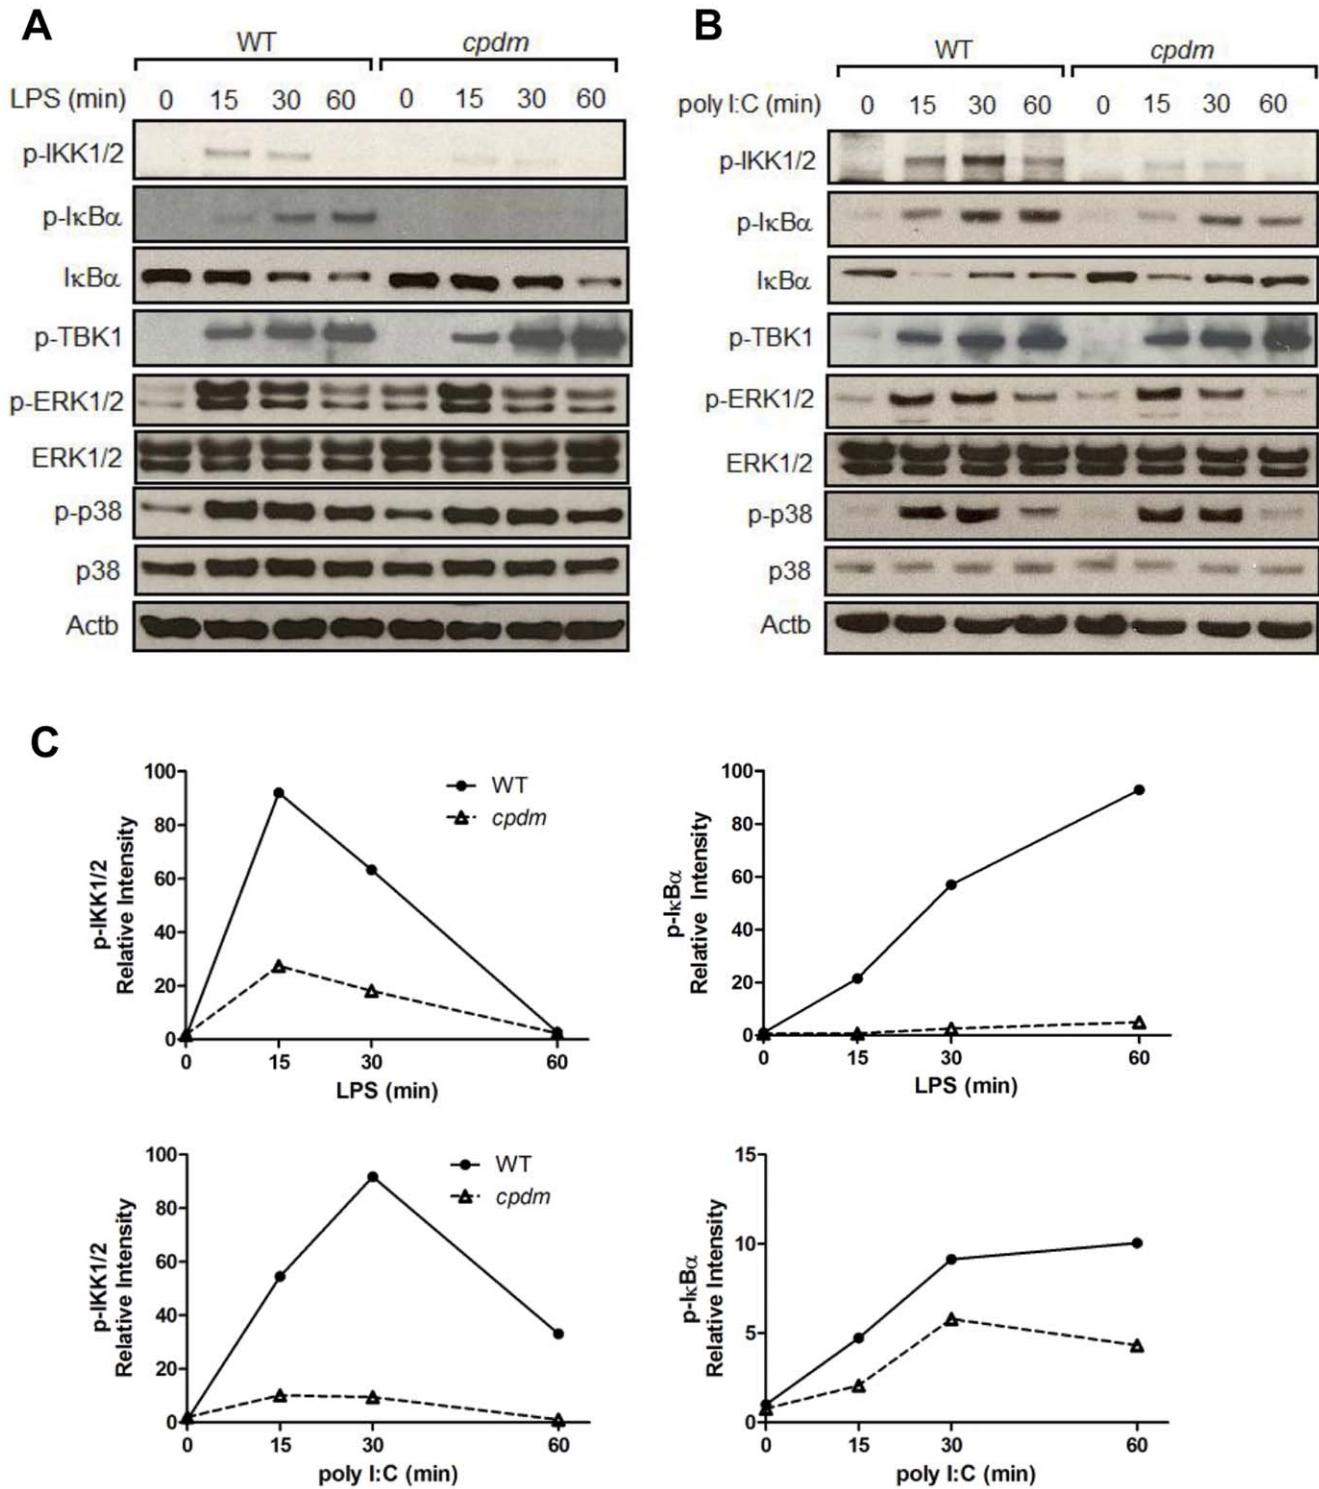 A
WT cpdm
LPS (min) 0 15 30 60 0 15 30 60
p-IKK1/2
p-IκBα
IκBα
p-TBK1
p-ERK1/2
ERK1/2
p-p38
p38
Actb
B
WT cpdm
poly I:C (min) 0 15 30 60 0 15 30 60
p-IKK1/2
p-IκBα
IκBα
p-TBK1
p-ERK1/2
ERK1/2
p-p38
p38
Actb
C
p-IKK1/2
Relative Intensity
100
80
60
40
20
0
WT
cpdm
0 15 30 60
LPS (min)
p-IκBα
Relative Intensity
100
80
60
40
20
0
0 15 30 60
LPS (min)
p-IKK1/2
Relative Intensity
100
80
60
40
20
0
WT
cpdm
0 15 30 60
poly I:C (min)
p-IκBα
Relative Intensity
15
10
5
0
0 15 30 60
poly I:C (min)